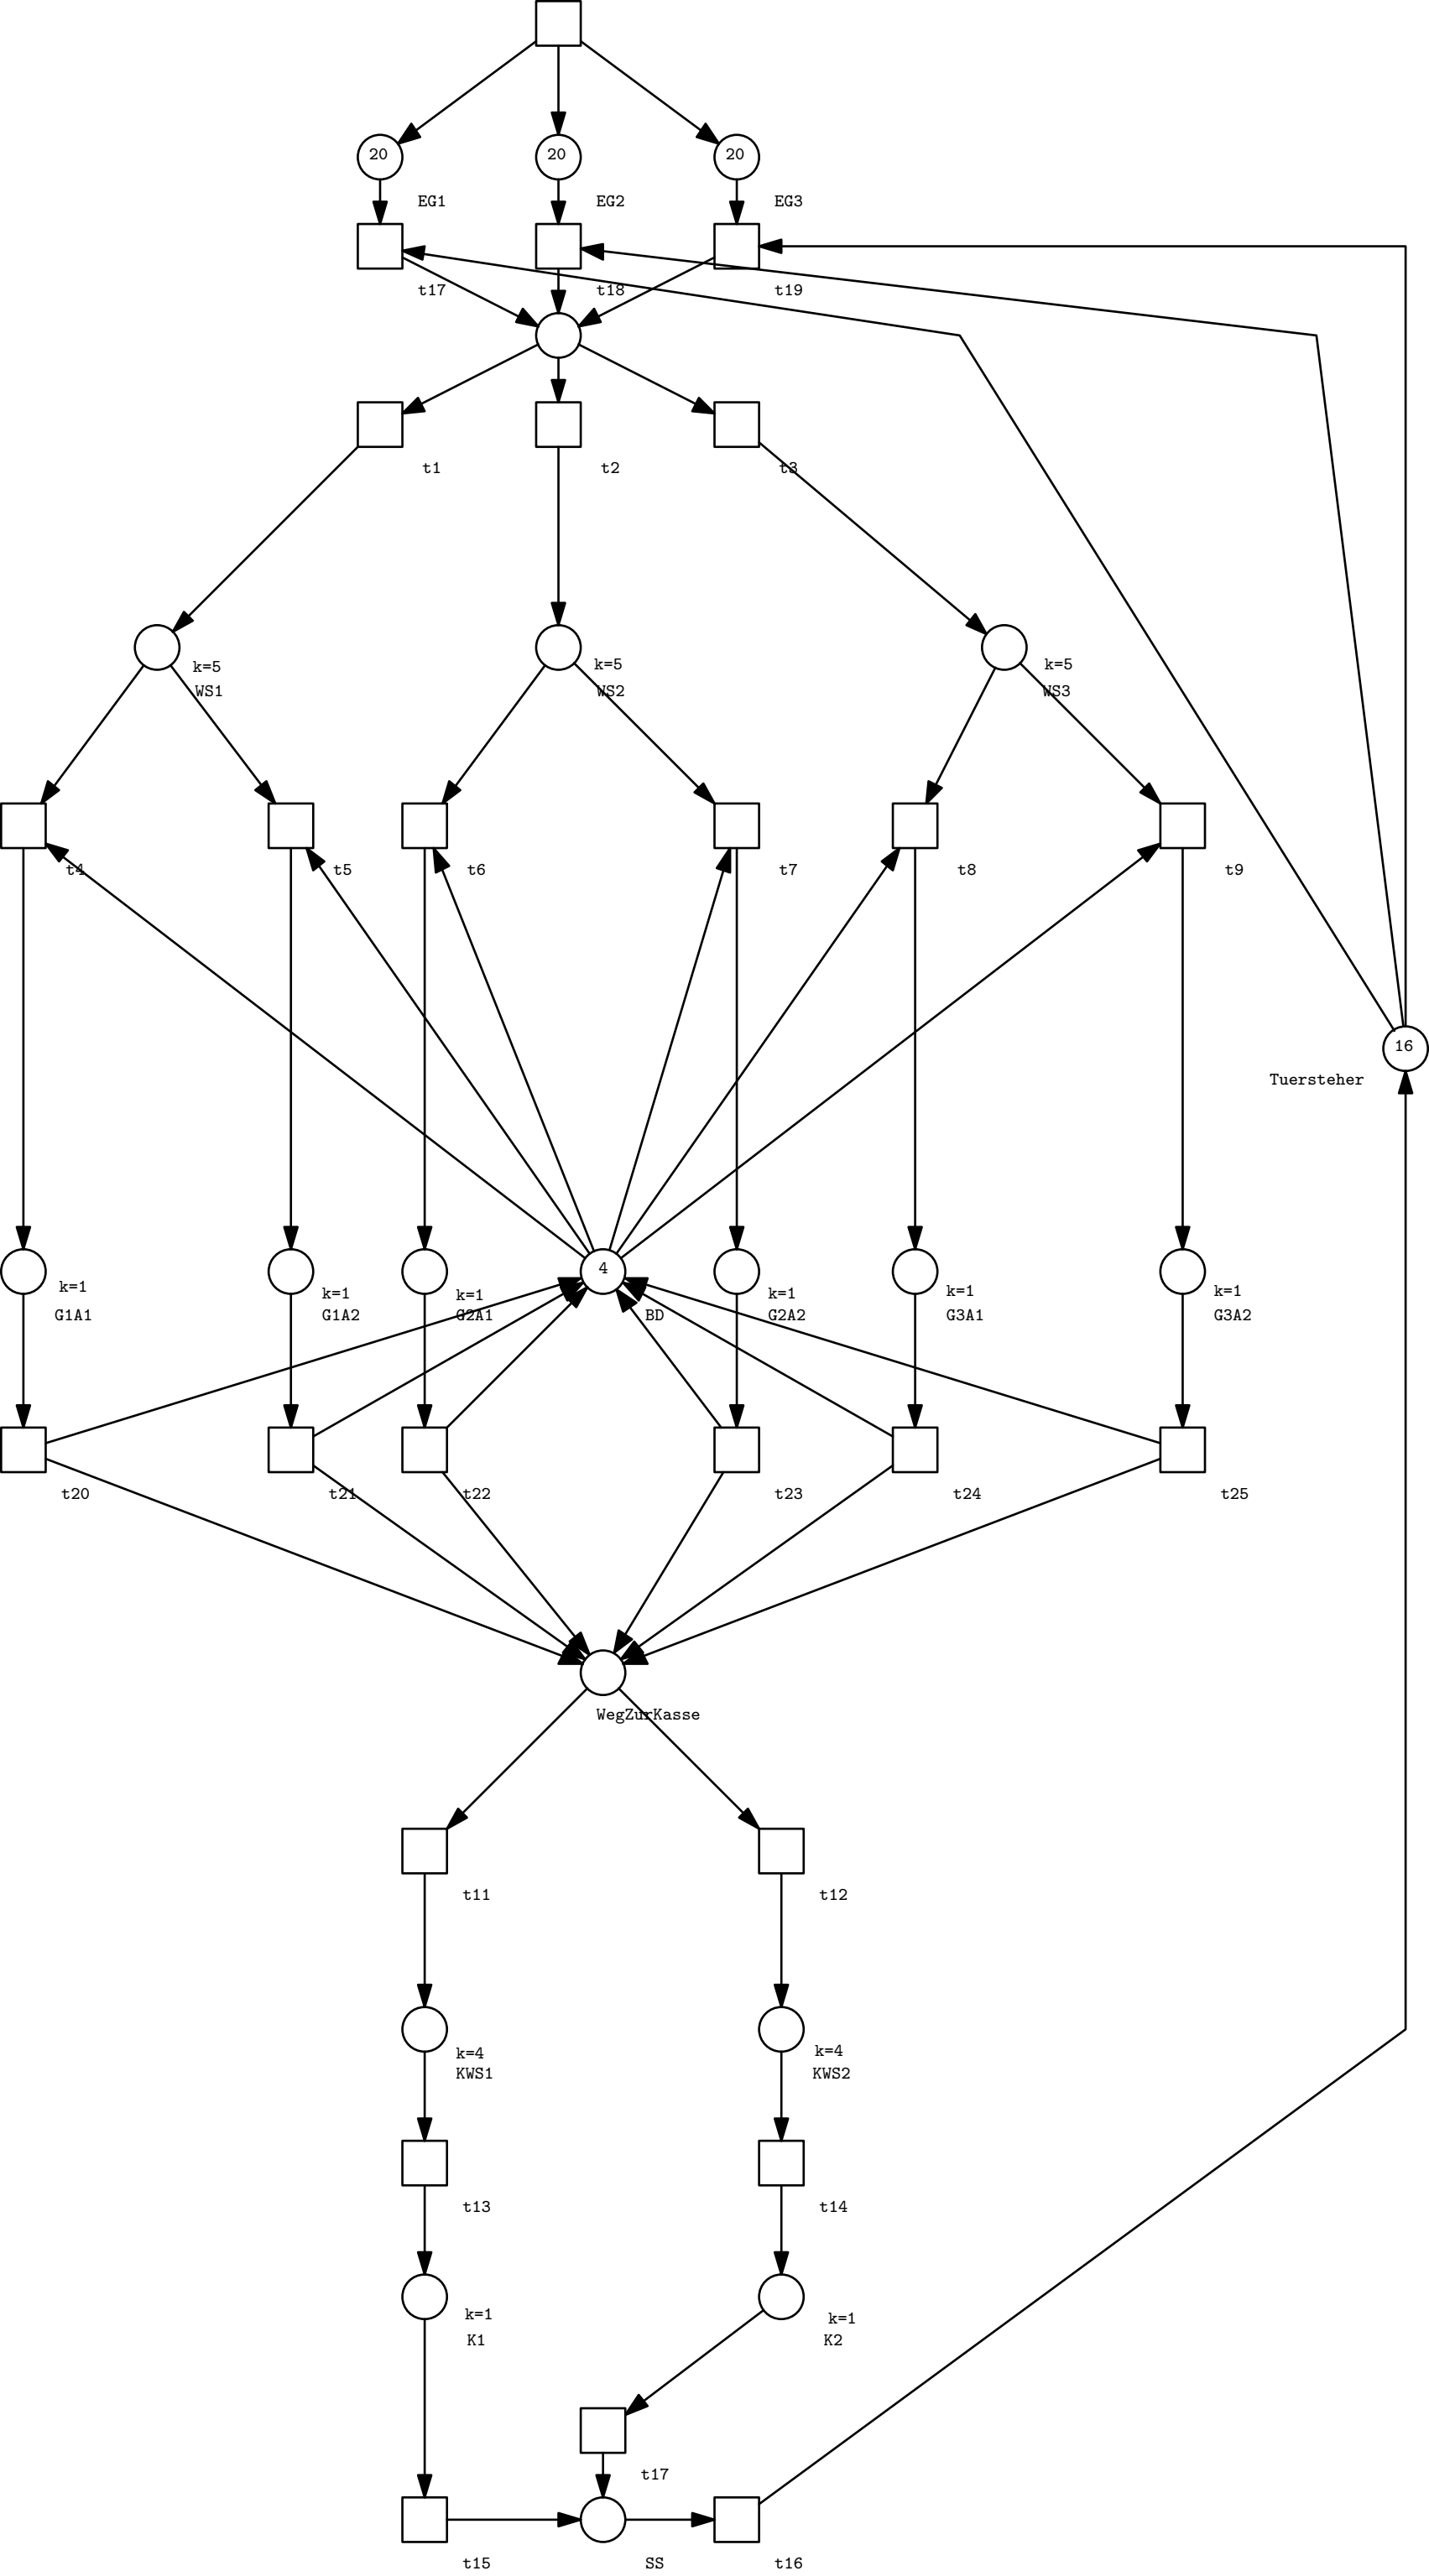 20 20 20
EG1 EG2 EG3
t17 t18 t19
t1 t2 t3
k=5 k=5 k=5
WS1 WS2 WS3
t4 t5 t6 t7 t8 t9
16
Tuersteher
4
k=1 k=1 k=1 k=1 k=1 k=1
G1A1 G1A2 G2A1 BD G2A2 G3A1 G3A2
t20 t21 t22 t23 t24 t25
WegZurKasse
t11 t12
k=4 k=4
KWS1 KWS2
t13 t14
k=1 k=1
K1 K2
t17
t15 SS t16